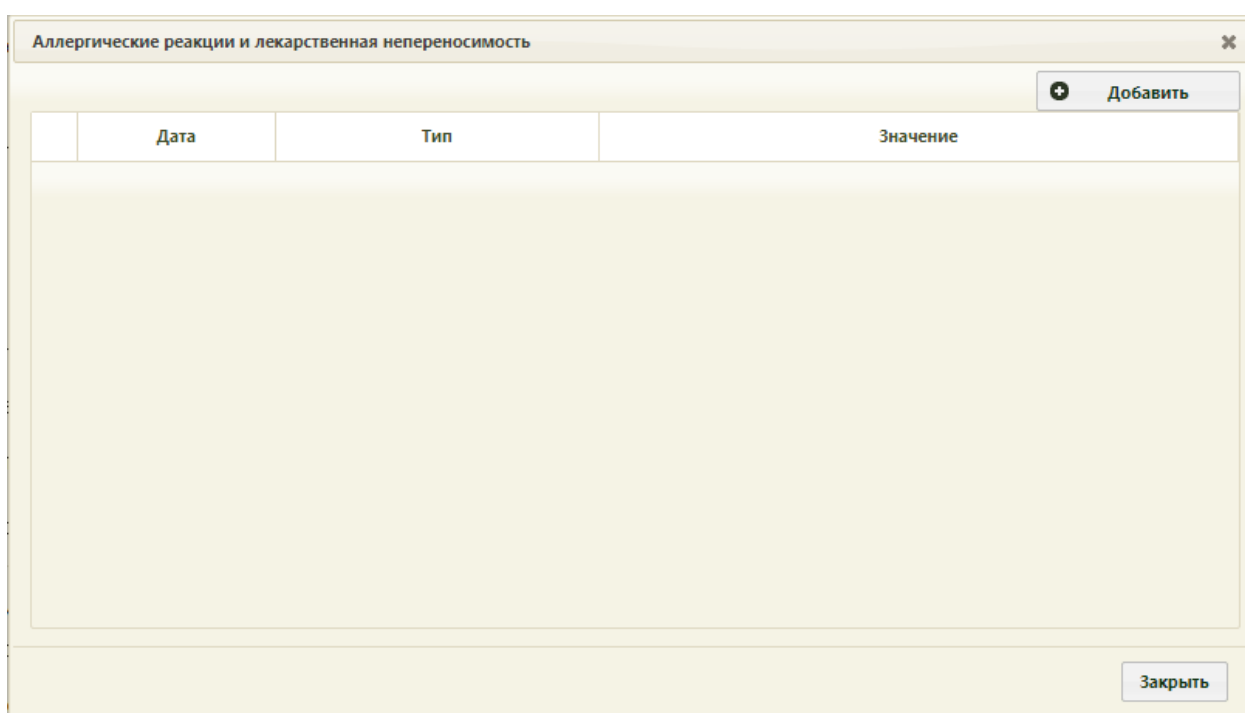 Аллергические реакции и лекарственная непереносимость
Добавить
Дата Тип Значение
Закрыть